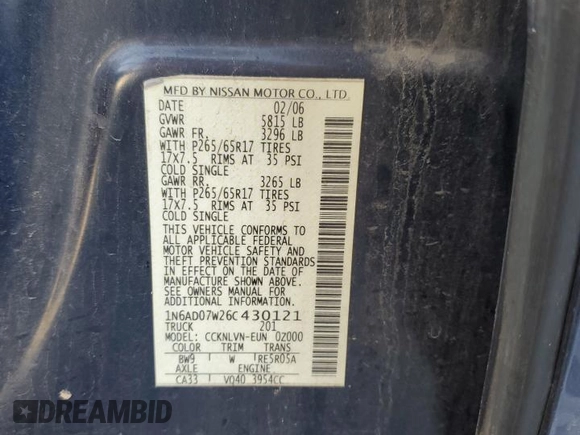 MFD BY NISSAN MOTOR CO., LTD.
DATE 02/06
GVWR 5815 LB
GAWR FR. 3296 LB
WITH P265/65R17 TIRES
17X7.5 RIMS AT 35 PSI
COLD SINGLE
GAWR RR. 3265 LB
WITH P265/65R17 TIRES
17X7.5 RIMS AT 35 PSI
COLD SINGLE
THIS VEHICLE CONFORMS TO
ALL APPLICABLE FEDERAL
MOTOR VEHICLE SAFETY AND
THEFT PREVENTION STANDARDS
IN EFFECT ON THE DATE OF
MANUFACTURE SHOWN ABOVE.
SEE OWNERS MANUAL FOR
ADDITIONAL INFORMATION.
1N6AD07W26C430121
TRUCK 201
MODEL CCKNLVN-EUN 0Z000
COLOR TRIM TRANS
BW9 W RE5R05A
AXLE ENGINE
CA33 VQ40 3954CC
DREAMBID